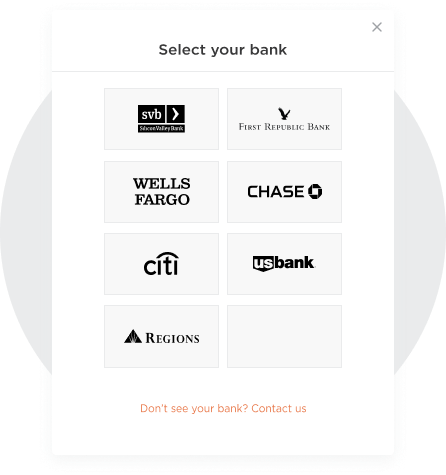 Select your bank
svb
Silicon Valley Bank
FIRST REPUBLIC BANK
WELLS
FARGO
CHASE
citi
usbank
REGIONS
Don't see your bank? Contact us